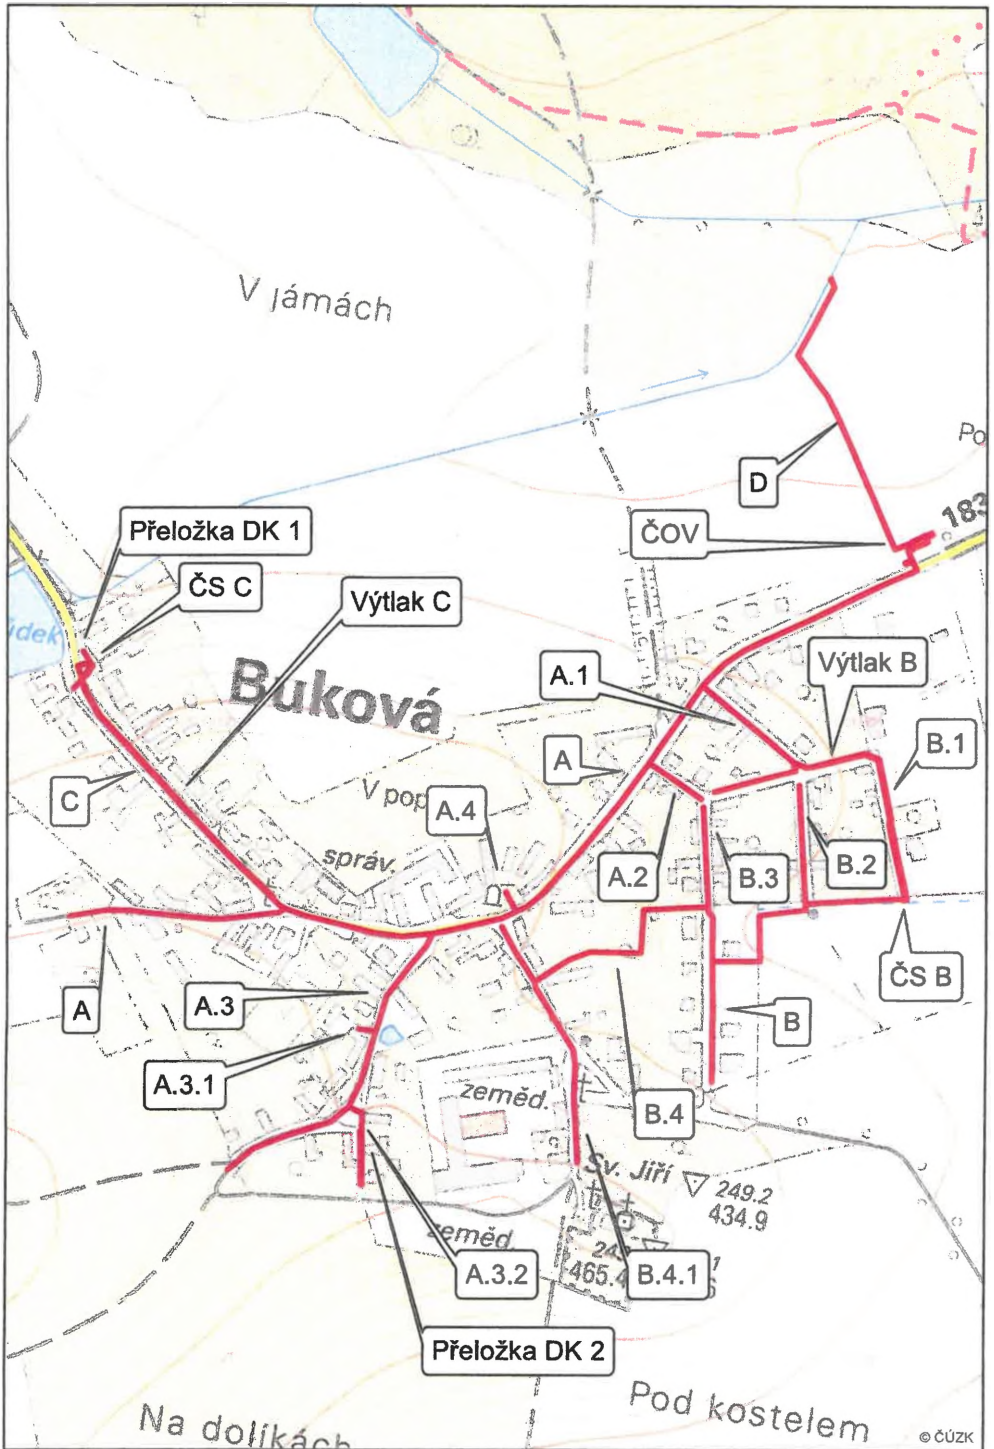 V jámách
Po
D
183
Přeložka DK 1
ČOV
ČS C
Výtlak C
údek
Výtlak B
A.1
Buková
B.1
A
C
V pop
A.4
správ.
A.2
B.3
B.2
ČS B
A
A.3
B
A.3.1
zeměd.
B.4
Sv. Jiří
249.2
434.9
zeměd.
A.3.2
465.4
B.4.1
Přeložka DK 2
Pod kostelem
Na dolíkách
© ČÚZK